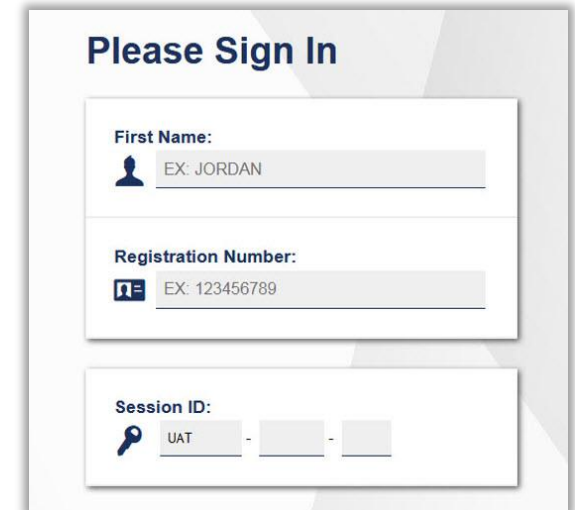 Please Sign In
First Name:
EX: JORDAN
Registration Number:
EX: 123456789
Session ID:
UAT - -